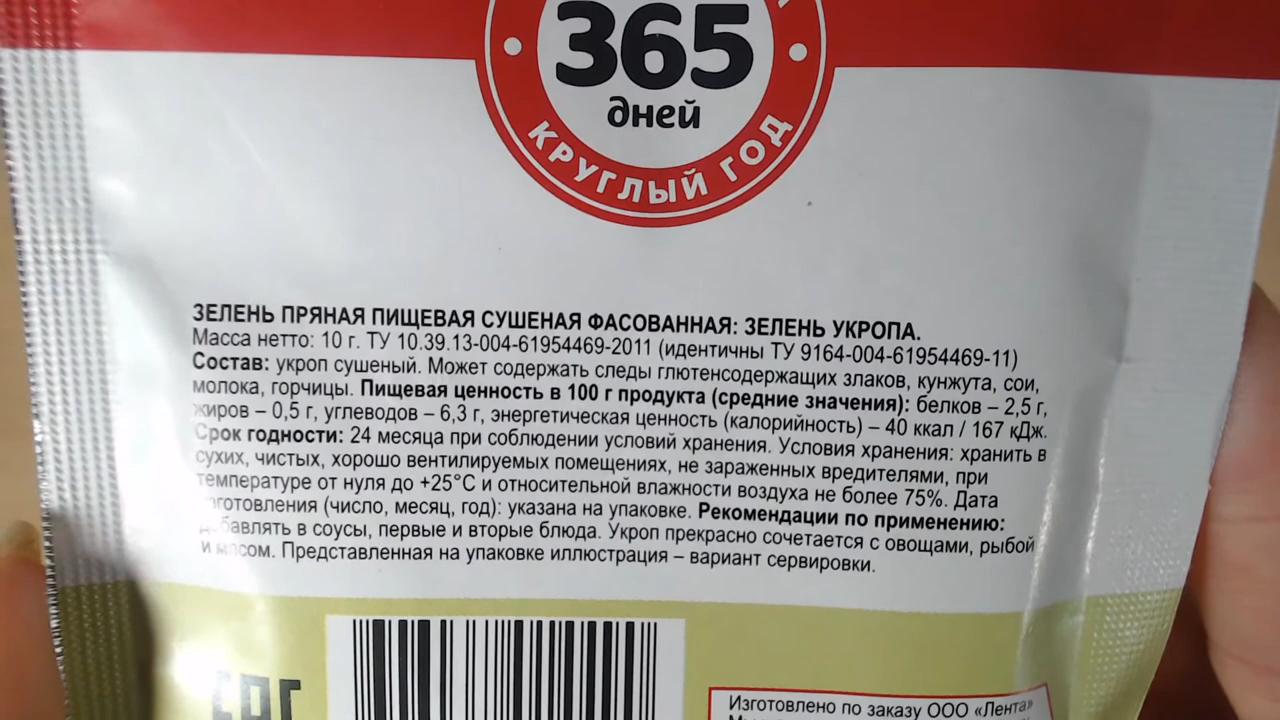 365
дней
КРУГЛЫЙ ГОД
ЗЕЛЕНЬ ПРЯНАЯ ПИЩЕВАЯ СУШЕНАЯ ФАСОВАННАЯ: ЗЕЛЕНЬ УКРОПА.
Масса нетто: 10 г. ТУ 10.39.13-004-61954469-2011 (идентичны ТУ 9164-004-61954469-11)
Состав: укроп сушеный. Может содержать следы глютенсодержащих злаков, кунжута, сои,
молока, горчицы. Пищевая ценность в 100 г продукта (средние значения): белков – 2,5 г,
жиров – 0,5 г, углеводов – 6,3 г, энергетическая ценность (калорийность) – 40 ккал / 167 кДж.
Срок годности: 24 месяца при соблюдении условий хранения. Условия хранения: хранить в
сухих, чистых, хорошо вентилируемых помещениях, не зараженных вредителями, при
температуре от нуля до +25°C и относительной влажности воздуха не более 75%. Дата
изготовления (число, месяц, год): указана на упаковке. Рекомендации по применению:
добавлять в соусы, первые и вторые блюда. Укроп прекрасно сочетается с овощами, рыбой
и мясом. Представленная на упаковке иллюстрация – вариант сервировки.
EAC
Изготовлено по заказу ООО «Лента»